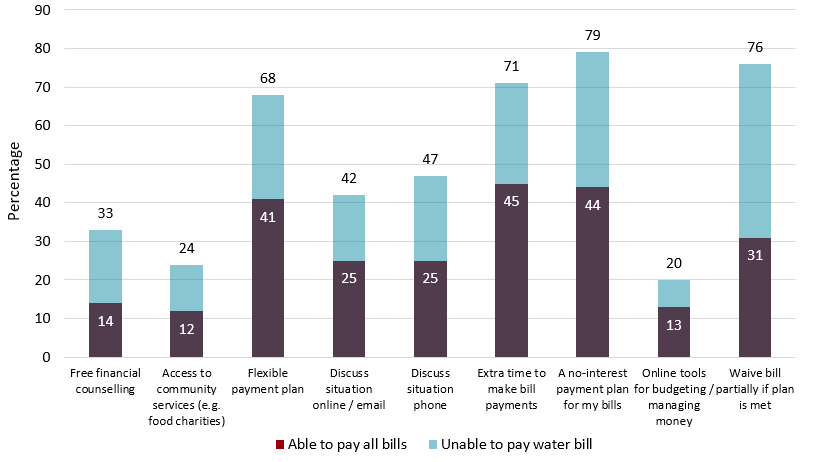 90
80
70
60
50
40
30
20
10
0
Percentage
33
14
24
12
68
41
42
25
47
25
71
45
79
44
20
13
76
31
Free financial
counselling
Access to
community
services (e.g.
food charities)
Flexible
payment plan
Discuss
situation
online / email
Discuss
situation
phone
Extra time to
make bill
payments
A no-interest
payment plan
for my bills
Online tools
for budgeting /
managing
money
Waive bill
partially if plan
is met
Able to pay all bills
Unable to pay water bill